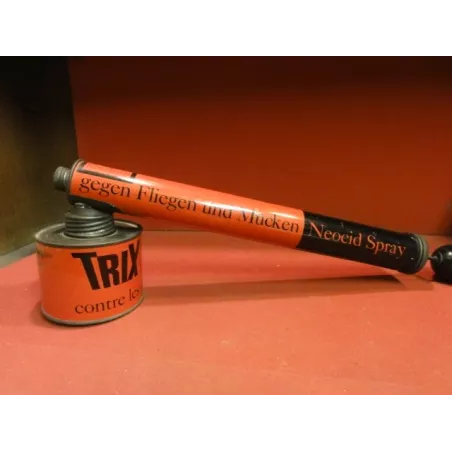 gegen Fliegen und Mücken
Neocid Spray
TRIX
contre les